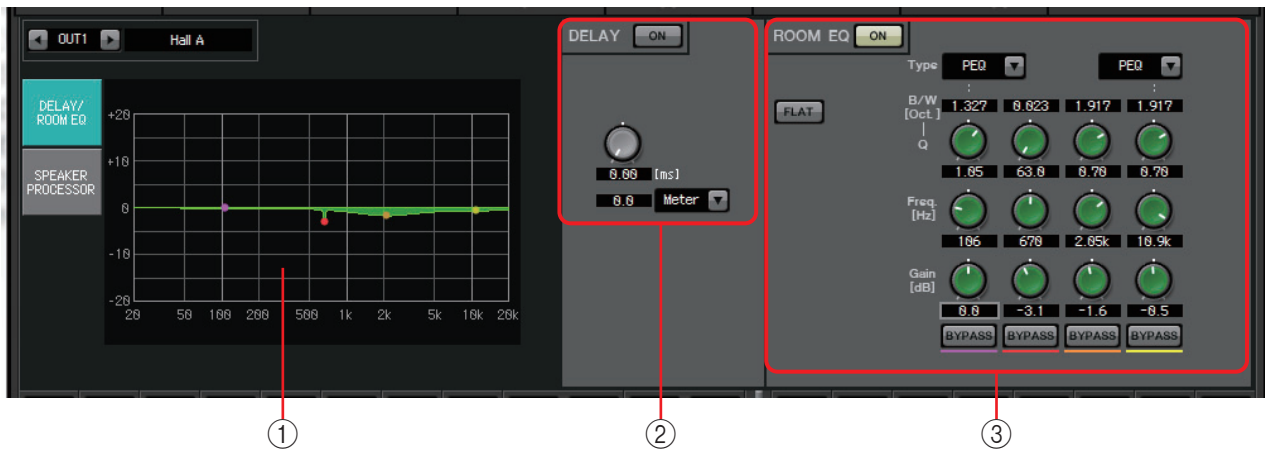 OUT1 Hall A
DELAY ON
ROOM EQ ON
DELAY/
ROOM EQ
SPEAKER
PROCESSOR
+20
+10
0
-10
-20
20 50 100 200 500 1k 2k 5k 10k 20k
0.00 [ms]
0.0 Meter
Type PEQ PEQ
FLAT
B/W
[Oct.]
1.327 0.023 1.917 1.917
Q
1.05 63.0 0.70 0.70
Freq.
[Hz]
106 670 2.05k 10.9k
Gain
[dB]
0.0 -3.1 -1.6 -0.5
BYPASS BYPASS BYPASS BYPASS
① ② ③